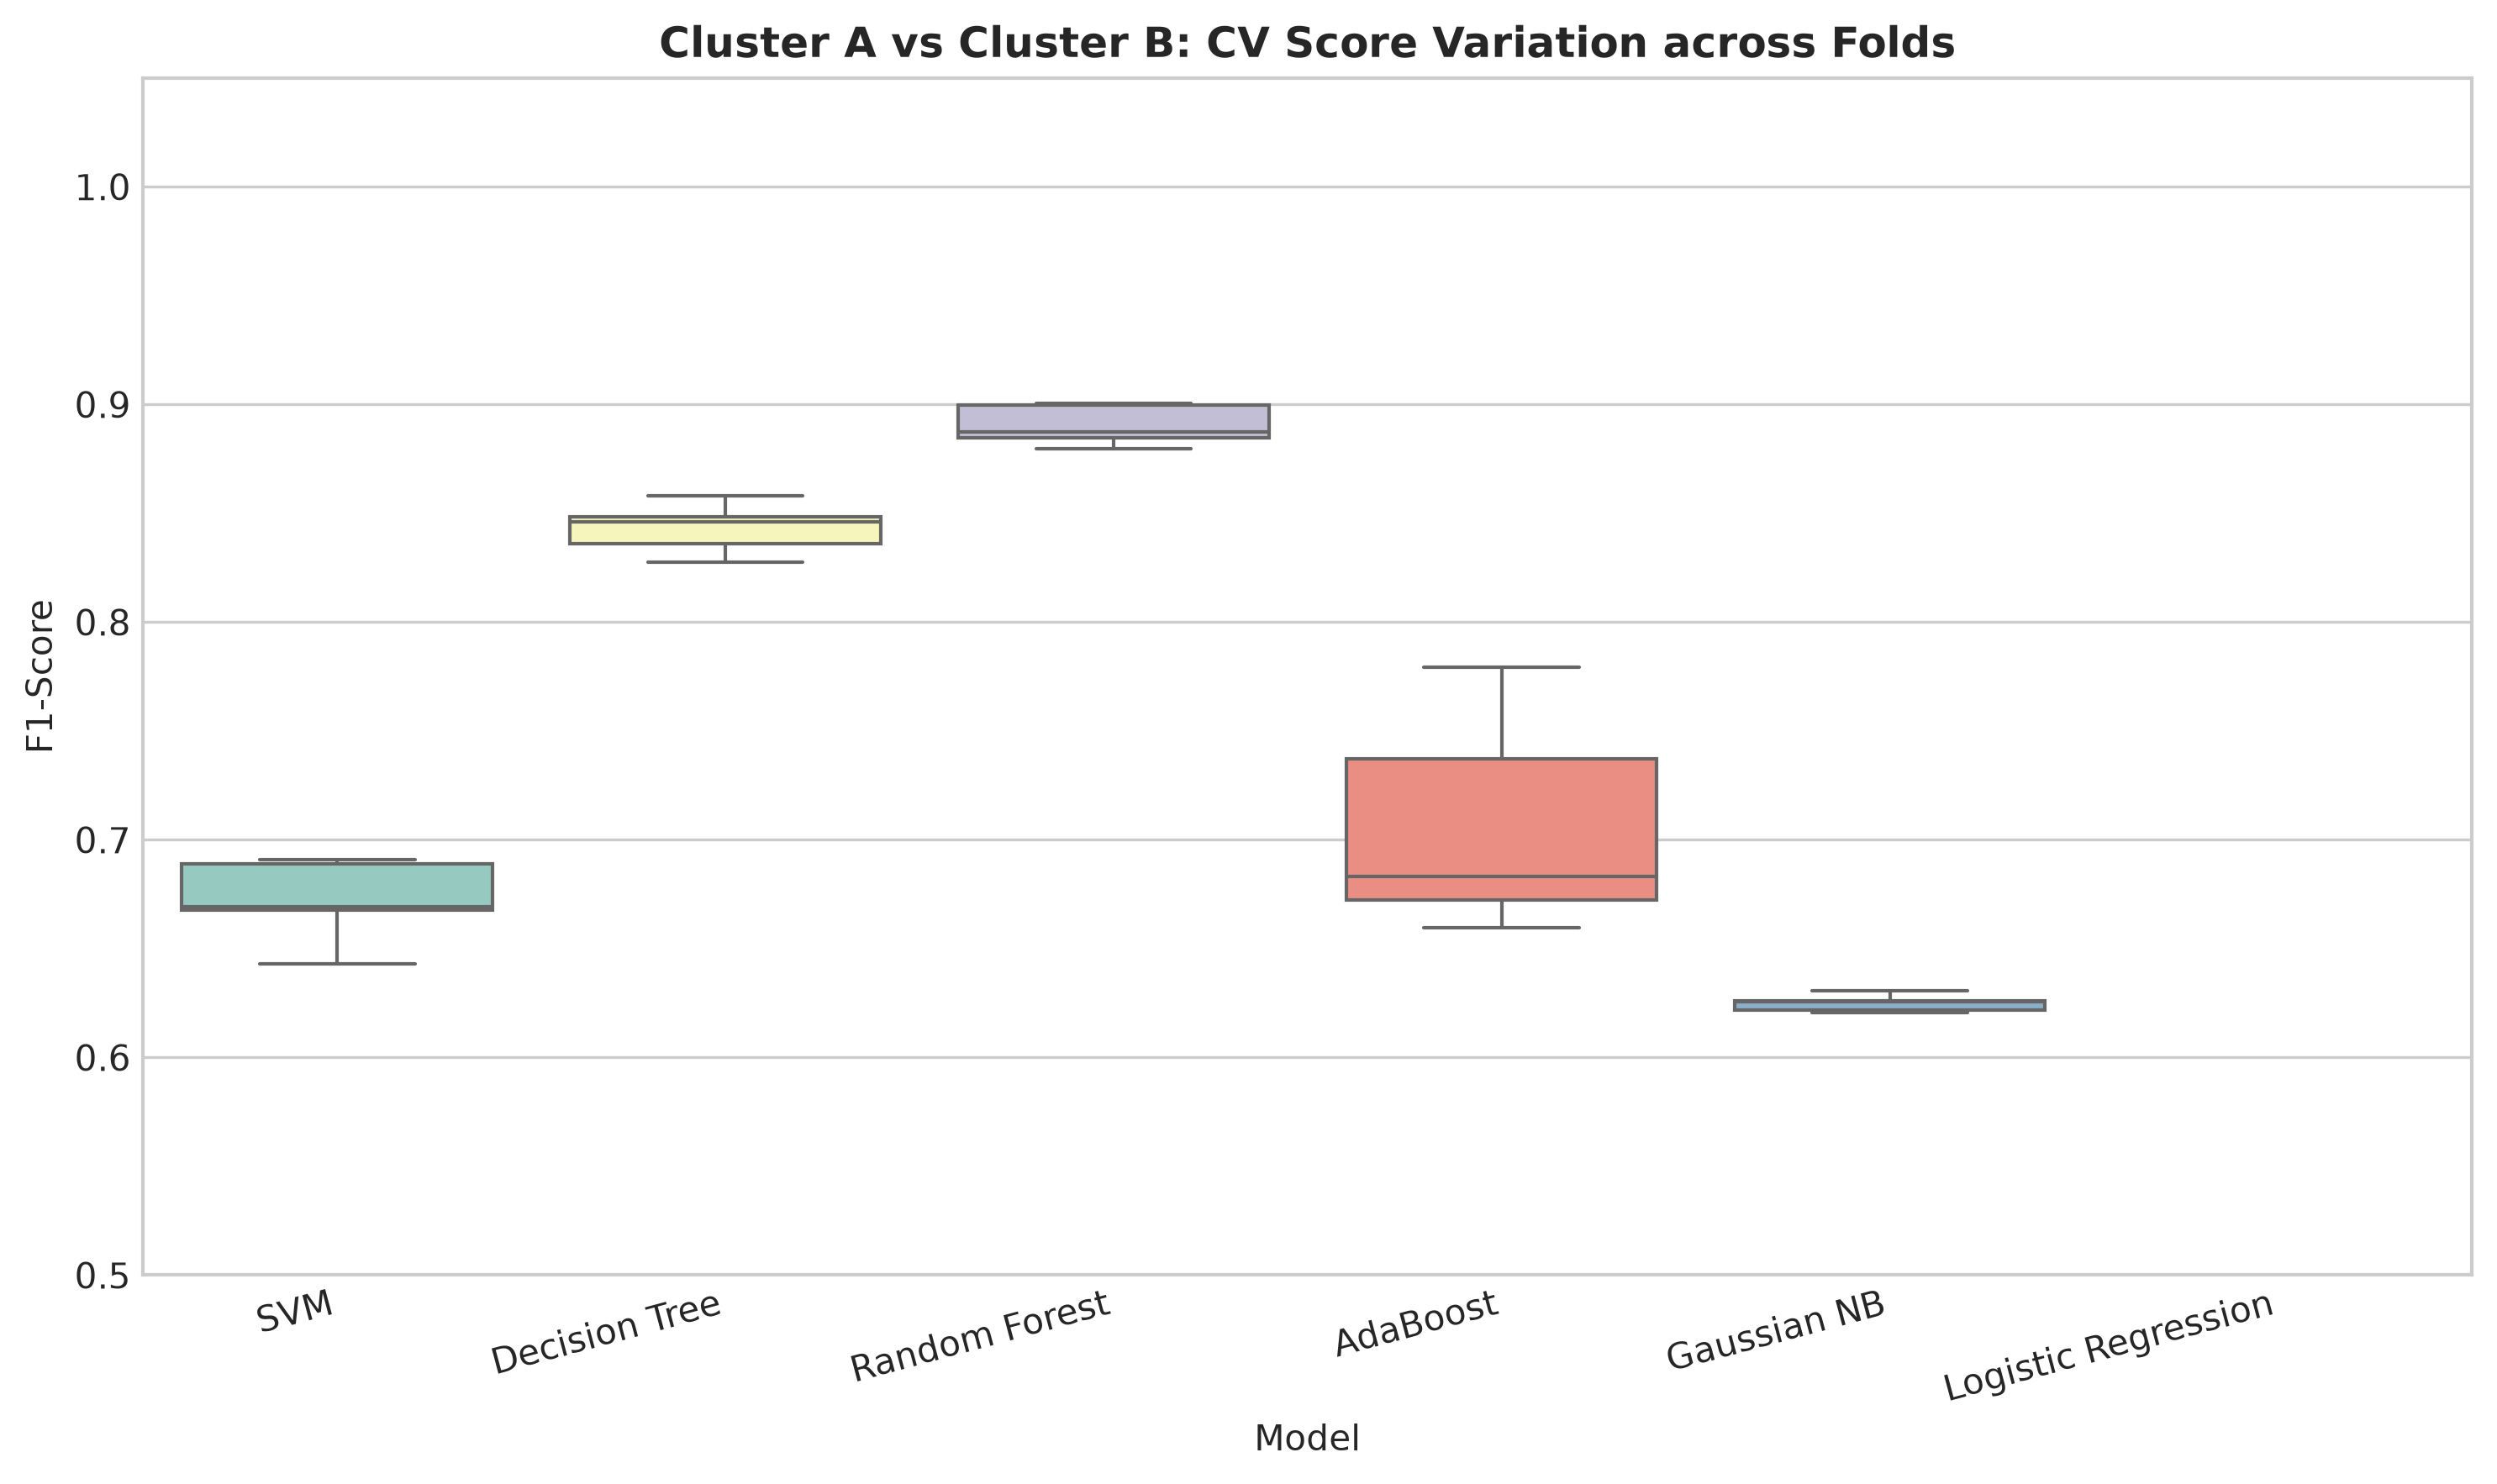 Cluster A vs Cluster B: CV Score Variation across Folds
F1-Score
1.0
0.9
0.8
0.7
0.6
0.5
SVM
Decision Tree
Random Forest
AdaBoost
Gaussian NB
Logistic Regression
Model